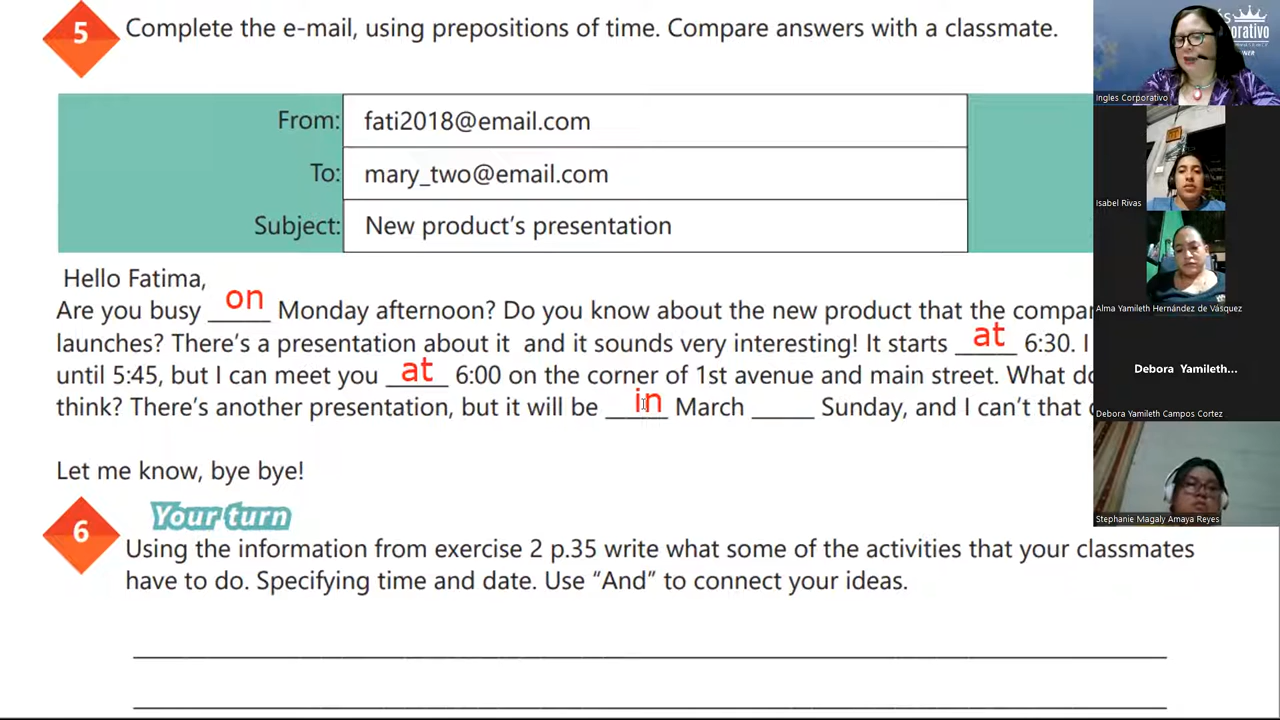 5 Complete the e-mail, using prepositions of time. Compare answers with a classmate.
From: fati2018@email.com
To: mary_two@email.com
Subject: New product's presentation
Hello Fatima,
Are you busy on Monday afternoon? Do you know about the new product that the
launches? There's a presentation about it and it sounds very interesting! It starts at 6:30. I
until 5:45, but I can meet you at 6:00 on the corner of 1st avenue and main street. What
think? There's another presentation, but it will be in March _____ Sunday, and I can't that
Let me know, bye bye!
6 Your turn
Using the information from exercise 2 p.35 write what some of the activities that your classmates
have to do. Specifying time and date. Use “And” to connect your ideas.
Ingles Corporativo
Isabel Rivas
Alma Yamileth Hernández de Vásquez
Debora Yamileth...
Debora Yamileth Campos Cortez
Stephanie Magaly Amaya Reyes